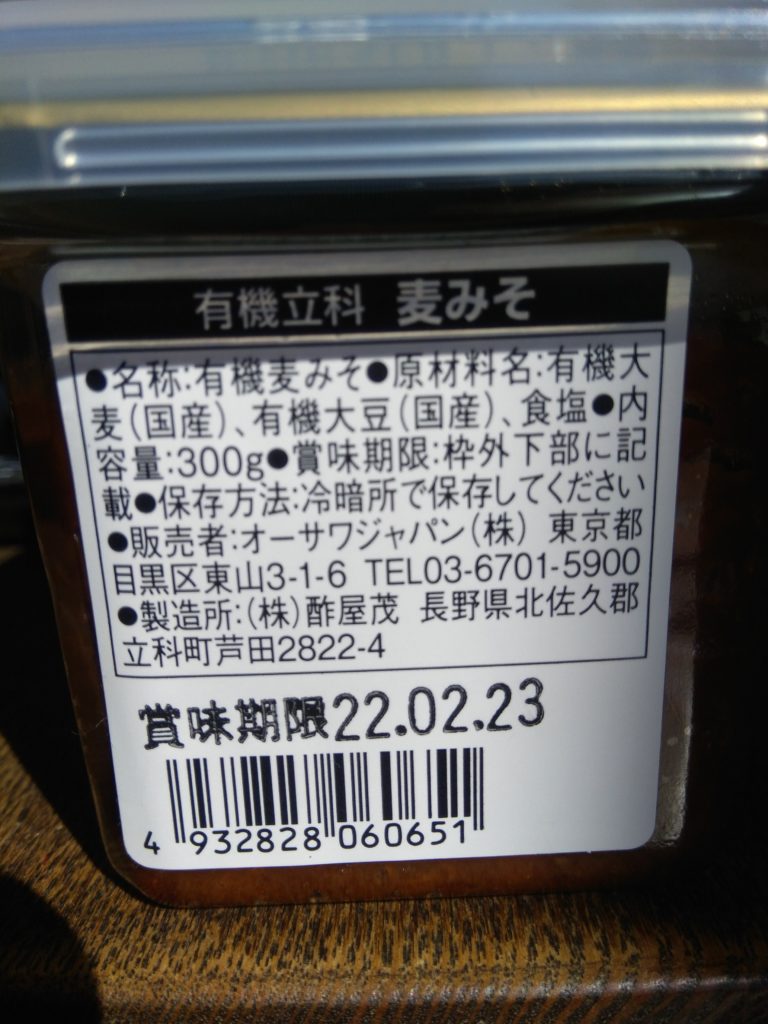 有機立科 麦みそ
●名称:有機麦みそ●原材料名:有機大
麦(国産)、有機大豆(国産)、食塩●内
容量:300g●賞味期限:枠外下部に記
載●保存方法:冷暗所で保存してください
●販売者:オーサワジャパン(株) 東京都
目黒区東山3-1-6 TEL03-6701-5900
●製造所:(株)酢屋茂 長野県北佐久郡
立科町芦田2822-4
賞味期限22.02.23
4 932828 060651